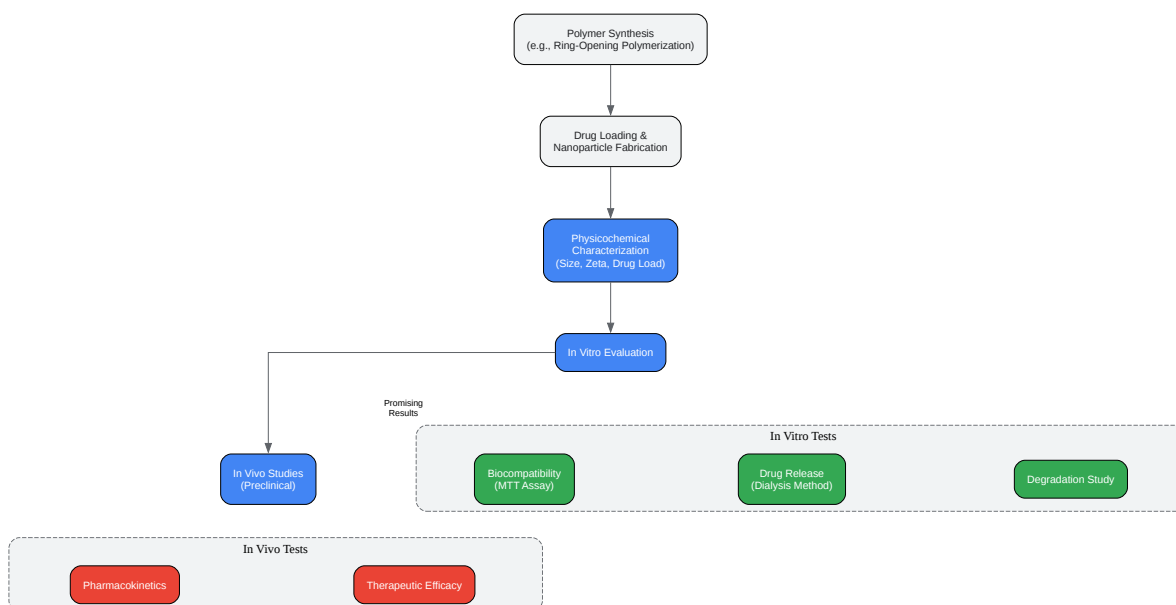 Polymer Synthesis
(e.g., Ring-Opening Polymerization)
Drug Loading &
Nanoparticle Fabrication
Physicochemical
Characterization
(Size, Zeta, Drug Load)
In Vitro Evaluation
Promising
Results
In Vitro Tests
In Vivo Studies
(Preclinical)
Biocompatibility
(MTT Assay)
Drug Release
(Dialysis Method)
Degradation Study
In Vivo Tests
Pharmacokinetics
Therapeutic Efficacy